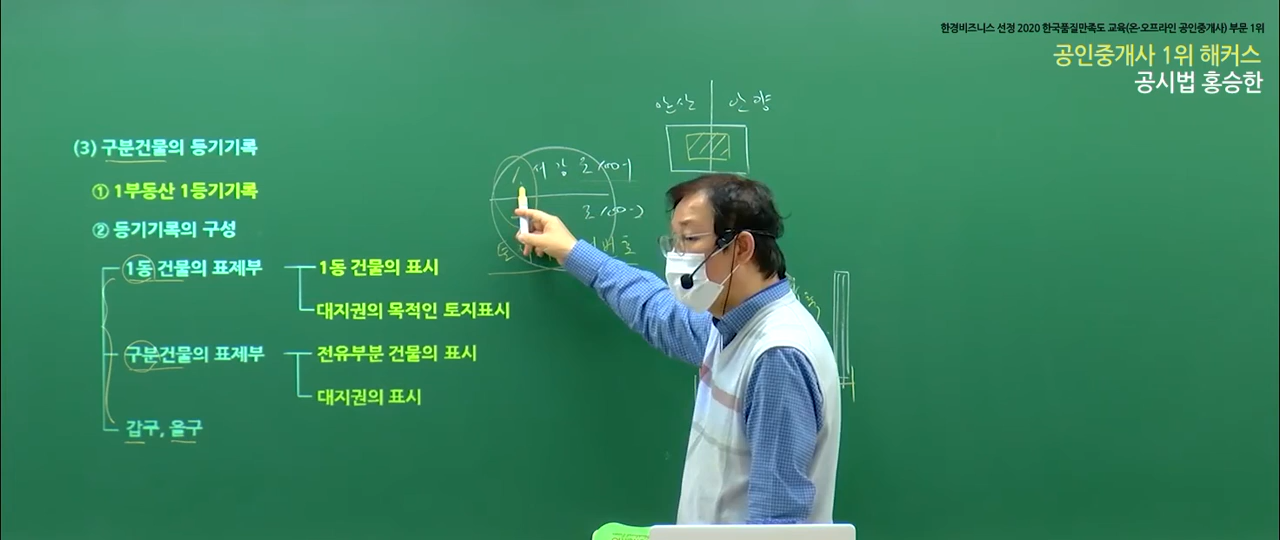 한경비즈니스 선정 2020 한국품질만족도 교육(온·오프라인 공인중개사) 부문 1위
공인중개사 1위 해커스
공시법 홍승한
(3) 구분건물의 등기기록
① 1부동산 1등기기록
② 등기기록의 구성
1동 건물의 표제부
1동 건물의 표시
대지권의 목적인 토지표시
구분건물의 표제부
전유부분 건물의 표시
대지권의 표시
갑구, 을구
안산 안양
100-1
100-2